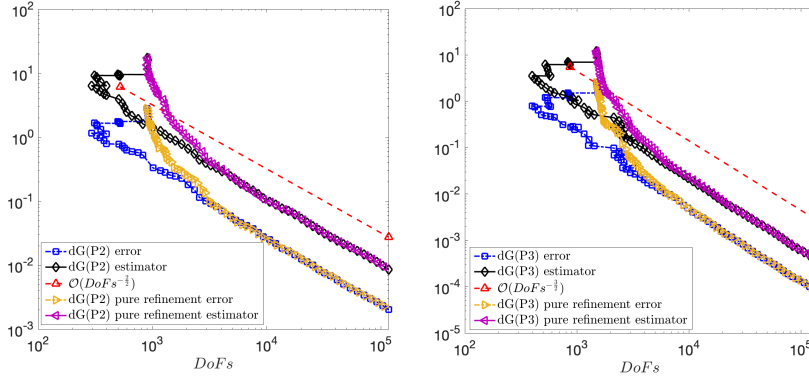 10^2
10^1
10^0
10^-1
10^-2
10^-3
10^2
10^3
10^4
10^5
DoFs
dG(P2) error
dG(P2) estimator
O(DoFs^{-2/2})
dG(P2) pure refinement error
dG(P2) pure refinement estimator
10^2
10^1
10^0
10^-1
10^-2
10^-3
10^-4
10^-5
10^2
10^3
10^4
10^5
DoFs
dG(P3) error
dG(P3) estimator
O(DoFs^{-3/2})
dG(P3) pure refinement error
dG(P3) pure refinement estimator